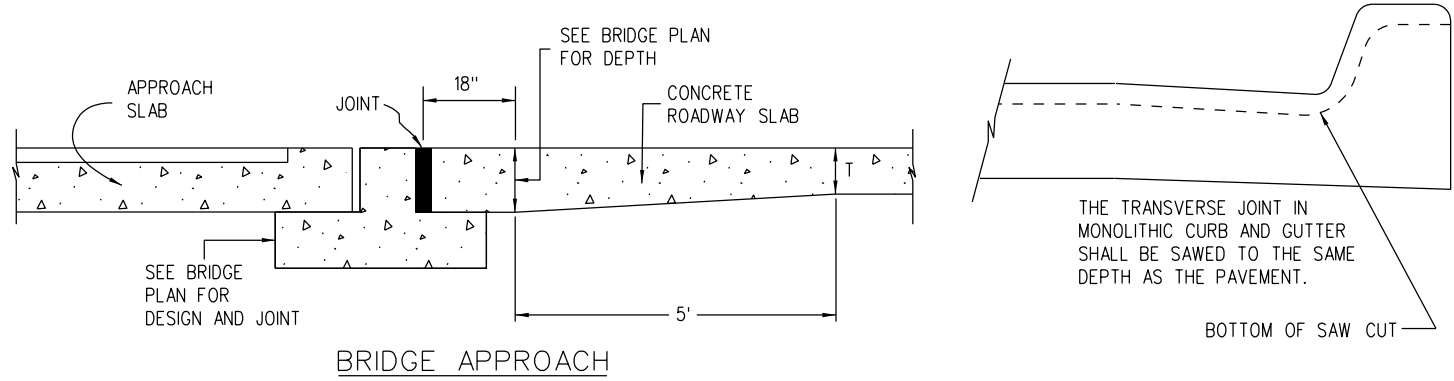 APPROACH
SLAB
JOINT
18"
SEE BRIDGE PLAN
FOR DEPTH
CONCRETE
ROADWAY SLAB
T
SEE BRIDGE
PLAN FOR
DESIGN AND JOINT
5'
BRIDGE APPROACH
THE TRANSVERSE JOINT IN
MONOLITHIC CURB AND GUTTER
SHALL BE SAWED TO THE SAME
DEPTH AS THE PAVEMENT.
BOTTOM OF SAW CUT